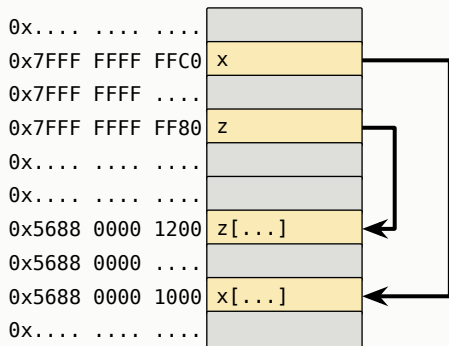 0x.... .... ....
0x7FFF FFFF FFC0 x
0x7FFF FFFF ....
0x7FFF FFFF FF80 z
0x.... .... ....
0x.... .... ....
0x5688 0000 1200 z[...]
0x5688 0000 ....
0x5688 0000 1000 x[...]
0x.... .... ....